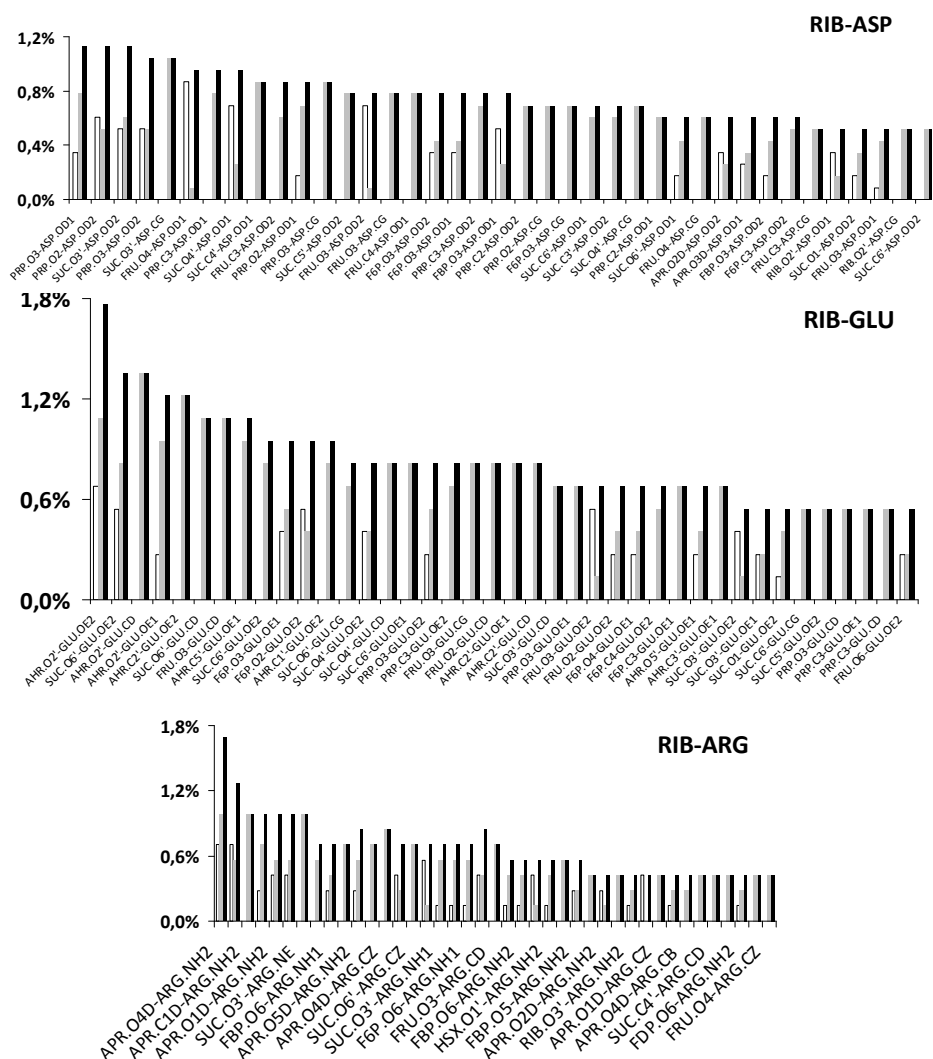 RIB-ASP
1,2%
0,8%
0,4%
0,0%
PRP.O3-ASP.OD1
PRP.O2-ASP.OD2
SUC.O3'-ASP.OD2
PRP.O3-ASP.OD2
SUC.O3'-ASP.CG
FRU.O4-ASP.OD1
PRP.C3-ASP.OD1
SUC.O4'-ASP.OD1
SUC.C4'-ASP.OD1
FRU.C3-ASP.OD2
PRP.O2-ASP.OD1
PRP.O3-ASP.CG
SUC.C5'-ASP.OD2
FRU.O3-ASP.OD2
FRU.O3-ASP.CG
FRU.C4-ASP.OD1
F6P.O3-ASP.OD2
F6P.O3-ASP.OD1
PRP.C3-ASP.OD2
FBP.O3-ASP.OD1
PRP.C2-ASP.OD2
PRP.O2-ASP.CG
F6P.O3-ASP.CG
SUC.C6'-ASP.OD1
SUC.C3'-ASP.OD2
SUC.O4'-ASP.CG
PRP.C2-ASP.OD1
SUC.O6'-ASP.OD1
FRU.O4-ASP.CG
APR.O2D-ASP.OD2
APR.O3D-ASP.OD1
FBP.O3-ASP.OD2
F6P.C3-ASP.OD2
FRU.C3-ASP.CG
RIB.O2'-ASP.OD1
SUC.O1-ASP.OD2
FRU.O3-ASP.OD1
RIB.O2'-ASP.CG
SUC.C6'-ASP.OD2
RIB-GLU
1,8%
1,2%
0,6%
0,0%
AHR.O2'-GLU.OE2
SUC.O6'-GLU.OE2
AHR.O2'-GLU.CD
AHR.O2'-GLU.OE1
AHR.C2'-GLU.OE2
SUC.O6'-GLU.CD
FRU.O3-GLU.CD
AHR.C5'-GLU.OE1
SUC.C6'-GLU.OE2
F6P.O3-GLU.OE1
F6P.O2-GLU.OE2
AHR.C1'-GLU.OE2
SUC.O6'-GLU.CG
SUC.O4'-GLU.OE2
SUC.O4'-GLU.CD
SUC.C6'-GLU.OE1
PRP.O3-GLU.OE2
PRP.C3-GLU.OE2
FRU.O3-GLU.CG
FRU.O2-GLU.CD
AHR.C2'-GLU.OE1
AHR.C2'-GLU.CD
SUC.O3'-GLU.CD
PRP.O3-GLU.OE1
FRU.O3-GLU.OE2
FRU.O2-GLU.OE2
F6P.O4-GLU.OE1
F6P.C4-GLU.OE2
F6P.C3-GLU.OE1
AHR.O5'-GLU.OE1
AHR.C3'-GLU.OE1
SUC.O3'-GLU.OE2
SUC.O3'-GLU.OE1
SUC.O1-GLU.OE2
SUC.C6'-GLU.CG
SUC.C5'-GLU.OE2
PRP.O3-GLU.CD
PRP.C3-GLU.OE1
PRP.C3-GLU.CD
FRU.O6-GLU.OE2
RIB-ARG
1,8%
1,2%
0,6%
0,0%
APR.O4D-ARG.NH2
APR.C1D-ARG.NH2
APR.O1D-ARG.NH2
SUC.O3'-ARG.NE
FBP.O6-ARG.NH1
APR.O5D-ARG.NH2
APR.O4D-ARG.CZ
SUC.O6'-ARG.CZ
SUC.O3'-ARG.NH1
F6P.O6-ARG.NH1
FRU.O3-ARG.CD
FBP.O6-ARG.NH2
HSX.O1'-ARG.NH2
FBP.O5-ARG.NH2
APR.O2D-ARG.NH2
RIB.O3'-ARG.NH2
APR.O1D-ARG.CZ
APR.O4D-ARG.CB
SUC.C4'-ARG.CD
FDP.O6-ARG.NH2
FRU.O4-ARG.CZ